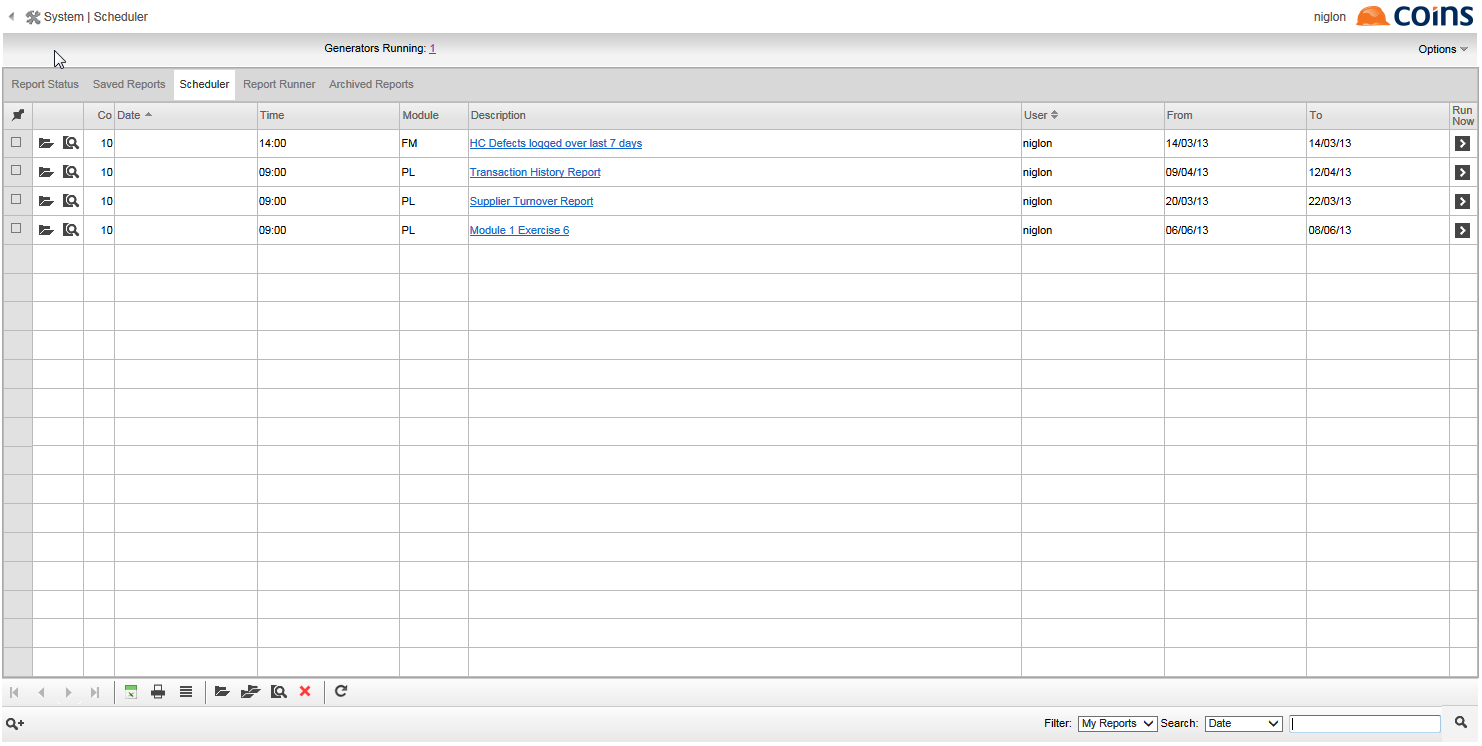 System | Scheduler niglon coins
Generators Running: 1 Options
Report Status Saved Reports Scheduler Report Runner Archived Reports
Co Date Time Module Description User From To Run Now
10 14:00 FM HC Defects logged over last 7 days niglon 14/03/13 14/03/13
10 09:00 PL Transaction History Report niglon 09/04/13 12/04/13
10 09:00 PL Supplier Turnover Report niglon 20/03/13 22/03/13
10 09:00 PL Module 1 Exercise 6 niglon 06/06/13 08/06/13
Filter: My Reports Search: Date